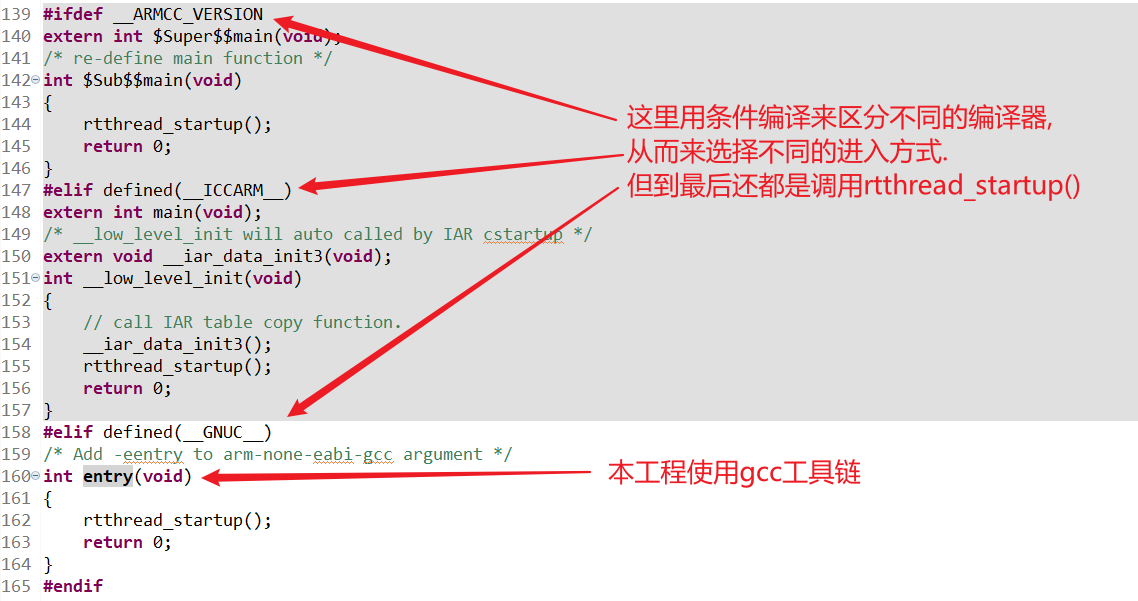 139 #ifdef __ARMCC_VERSION
140 extern int $Super$$main(void);
141 /* re-define main function */
142 int $Sub$$main(void)
143 {
144 rtthread_startup();
145 return 0;
146 }
147 #elif defined(__ICCARM__)
148 extern int main(void);
149 /* __low_level_init will auto called by IAR cstartup */
150 extern void __iar_data_init3(void);
151 int __low_level_init(void)
152 {
153 // call IAR table copy function.
154 __iar_data_init3();
155 rtthread_startup();
156 return 0;
157 }
158 #elif defined(__GNUC__)
159 /* Add -eentry to arm-none-eabi-gcc argument */
160 int entry(void)
161 {
162 rtthread_startup();
163 return 0;
164 }
165 #endif
这里用条件编译来区分不同的编译器,
从而来选择不同的进入方式.
但到最后还都是调用rtthread_startup()
本工程使用gcc工具链